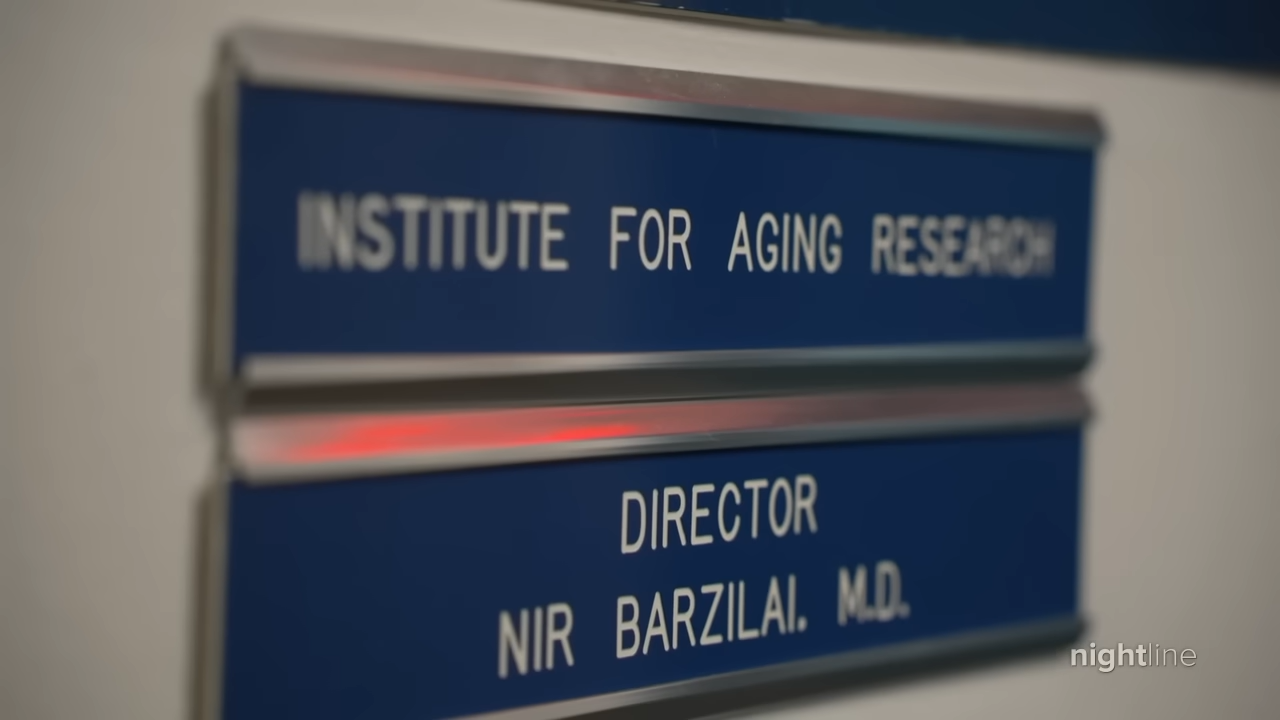 INSTITUTE FOR AGING RESEARCH
DIRECTOR
NIR BARZILAI. M.D.
nightline